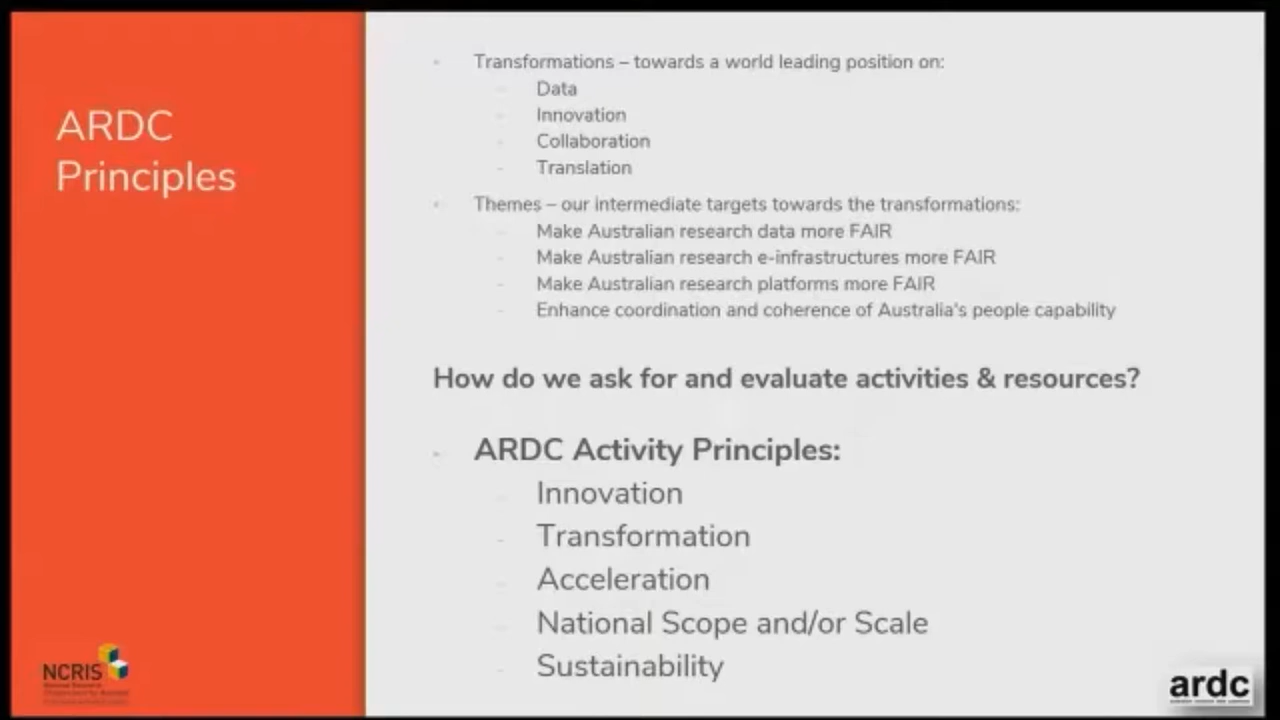 ARDC
Principles
Transformations – towards a world leading position on:
Data
Innovation
Collaboration
Translation
Themes – our intermediate targets towards the transformations:
Make Australian research data more FAIR
Make Australian research e-infrastructures more FAIR
Make Australian research platforms more FAIR
Enhance coordination and coherence of Australia's people capability
How do we ask for and evaluate activities & resources?
ARDC Activity Principles:
Innovation
Transformation
Acceleration
National Scope and/or Scale
Sustainability
NCRIS
ardc